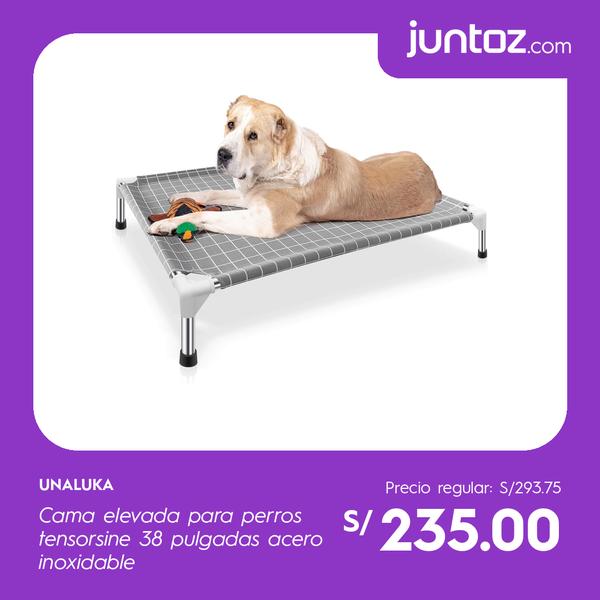 juntoz.com
UNALUKA
Cama elevada para perros
tensorsine 38 pulgadas acero
inoxidable
Precio regular: S/293.75
S/ 235.00